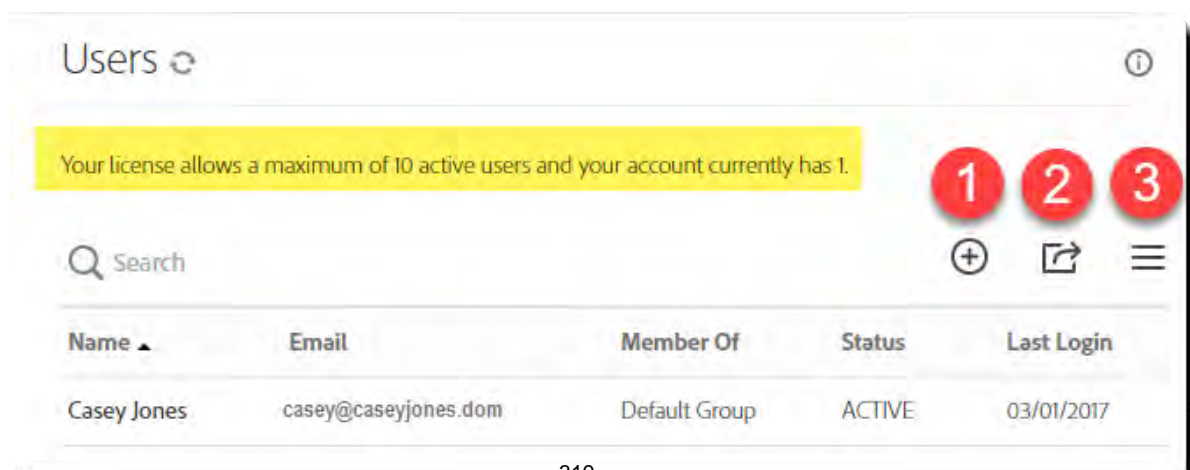 Users
Your license allows a maximum of 10 active users and your account currently has 1.
1 2 3
Search
Name Email Member Of Status Last Login
Casey Jones casey@caseyjones.dom Default Group ACTIVE 03/01/2017